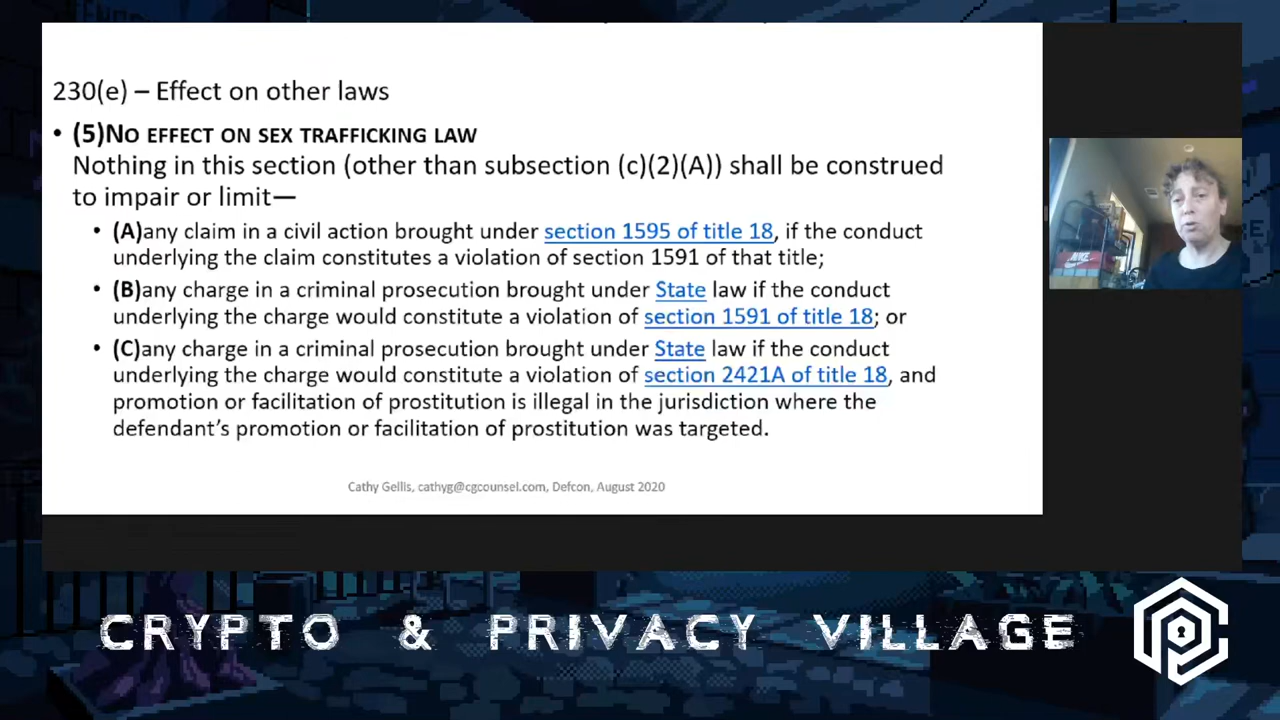 230(e) – Effect on other laws
• (5)NO EFFECT ON SEX TRAFFICKING LAW
Nothing in this section (other than subsection (c)(2)(A)) shall be construed
to impair or limit—
• (A)any claim in a civil action brought under section 1595 of title 18, if the conduct
underlying the claim constitutes a violation of section 1591 of that title;
• (B)any charge in a criminal prosecution brought under State law if the conduct
underlying the charge would constitute a violation of section 1591 of title 18; or
• (C)any charge in a criminal prosecution brought under State law if the conduct
underlying the charge would constitute a violation of section 2421A of title 18, and
promotion or facilitation of prostitution is illegal in the jurisdiction where the
defendant’s promotion or facilitation of prostitution was targeted.
Cathy Gellis, cathyg@cgcounsel.com, Defcon, August 2020
NIKE
CRYPTO & PRIVACY VILLAGE